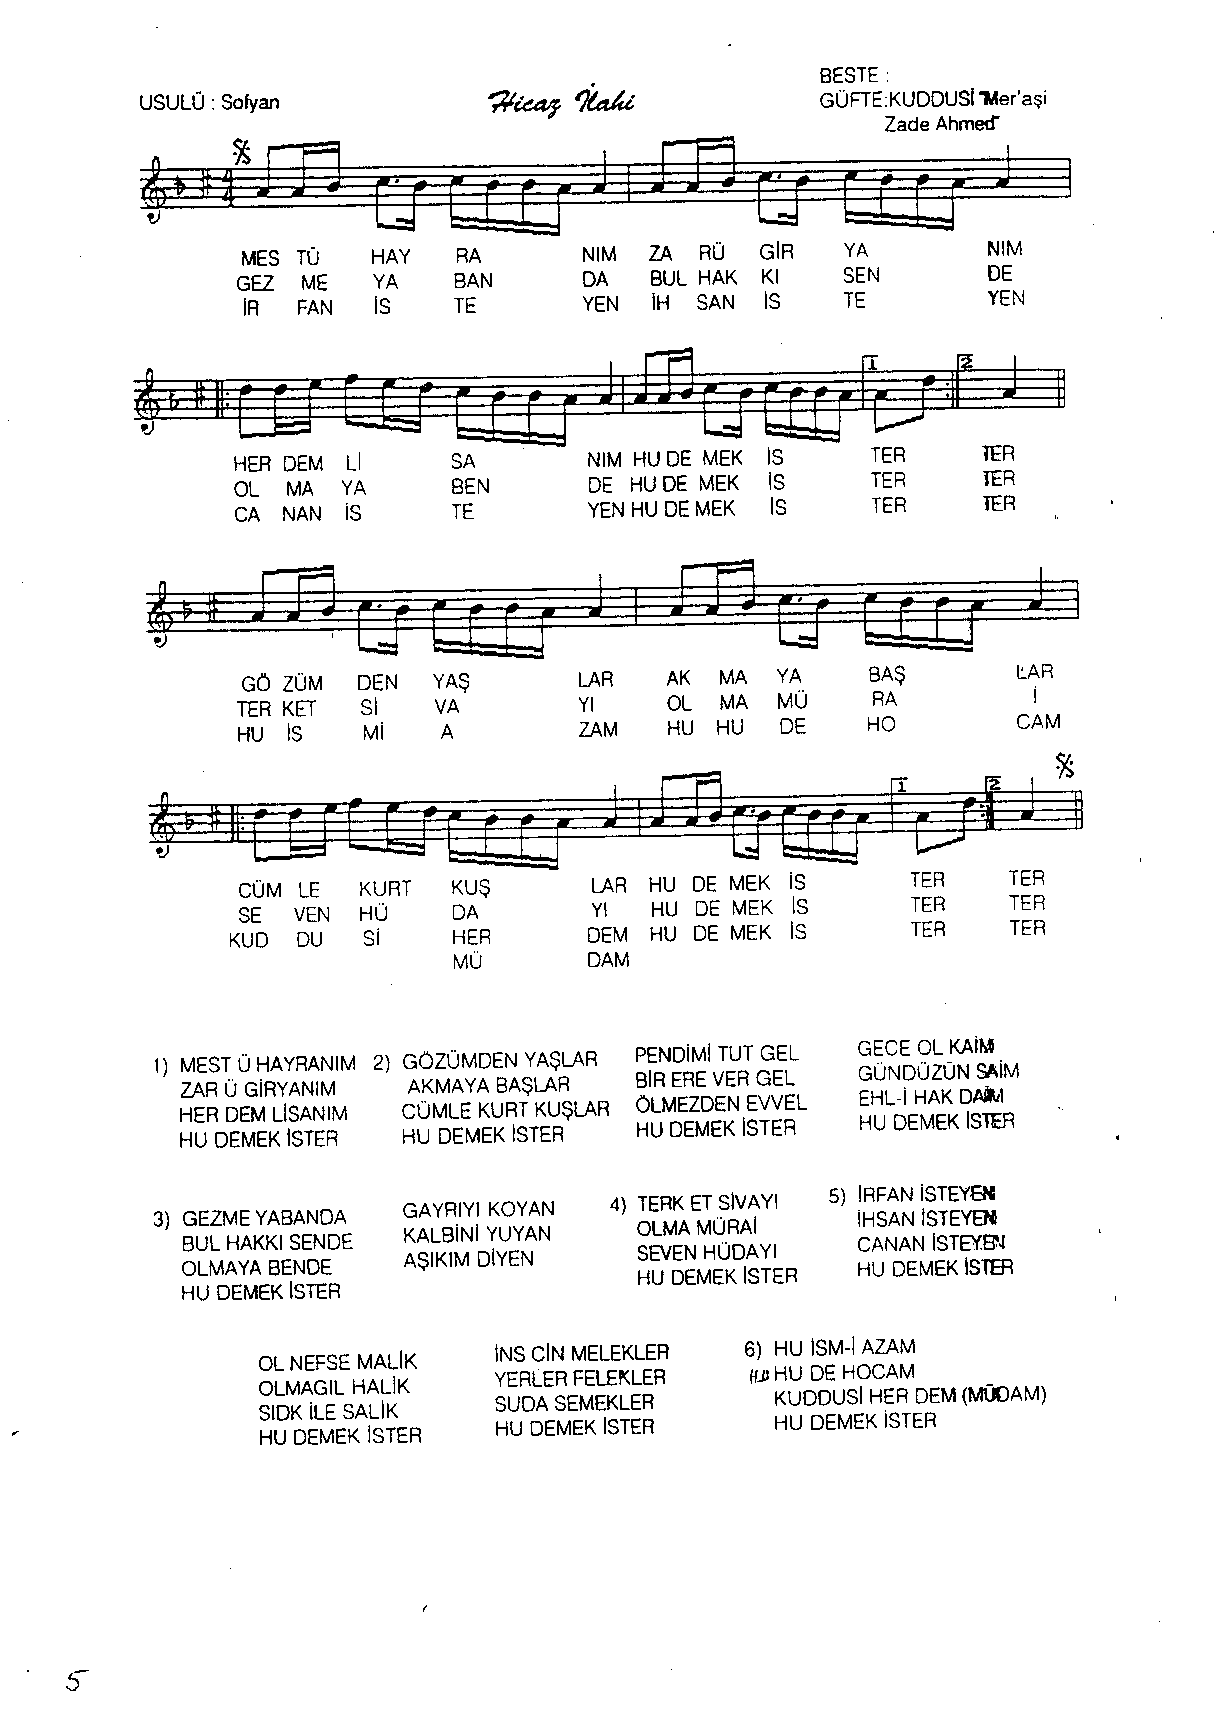 BESTE :
USULÜ : Sofyan
Hicaz İlahi
GÜFTE:KUDDUSİ Mer'aşi
Zade Ahmed
4
4
MES TÜ HAY RA NIM ZA RÜ GİR YA NIM
GEZ ME YA BAN DA BUL HAK KI SEN DE
İR FAN İS TE YEN İH SAN İS TE YEN
1 2
HER DEM Lİ SA NIM HU DE MEK İS TER TER
OL MA YA BEN DE HU DE MEK İS TER TER
CA NAN İS TE YEN HU DE MEK İS TER TER
GÖ ZÜM DEN YAŞ LAR AK MA YA BAŞ LAR
TER KET Sİ VA YI OL MA MÜ RA İ
HU İS Mİ A ZAM HU HU DE HO CAM
1 2
CÜM LE KURT KUŞ LAR HU DE MEK İS TER TER
SE VEN HÜ DA YI HU DE MEK İS TER TER
KUD DU Sİ HER DEM HU DE MEK İS TER TER
MÜ DAM
1) MEST Ü HAYRANIM
ZAR Ü GİRYANIM
HER DEM LİSANIM
HU DEMEK İSTER
2) GÖZÜMDEN YAŞLAR
AKMAYA BAŞLAR
CÜMLE KURT KUŞLAR
HU DEMEK İSTER
PENDİMİ TUT GEL
BİR ERE VER GEL
ÖLMEZDEN EVVEL
HU DEMEK İSTER
GECE OL KAİM
GÜNDÜZÜN SAİM
EHL-İ HAK DAİM
HU DEMEK İSTER
3) GEZME YABANDA
BUL HAKKI SENDE
OLMAYA BENDE
HU DEMEK İSTER
GAYRIYI KOYAN
KALBİNİ YUYAN
AŞIKIM DİYEN
4) TERK ET SİVAYI
OLMA MÜRAİ
SEVEN HÜDAYI
HU DEMEK İSTER
5) İRFAN İSTEYEN
İHSAN İSTEYEN
CANAN İSTEYEN
HU DEMEK İSTER
OL NEFSE MALİK
OLMAGIL HALİK
SIDK İLE SALİK
HU DEMEK İSTER
İNS CİN MELEKLER
YERLER FELEKLER
SUDA SEMEKLER
HU DEMEK İSTER
6) HU İSM-İ AZAM
HU HU DE HOCAM
KUDDUSİ HER DEM (MÜDAM)
HU DEMEK İSTER
5